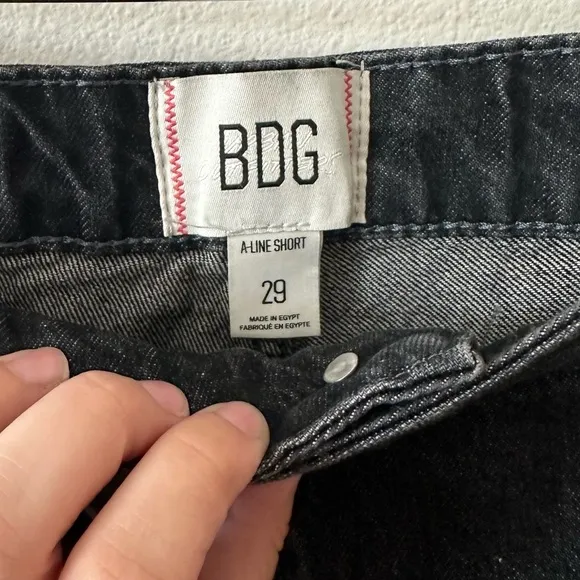 BDG
A-LINE SHORT
29
MADE IN EGYPT
FABRIQUÉ EN EGYPTE